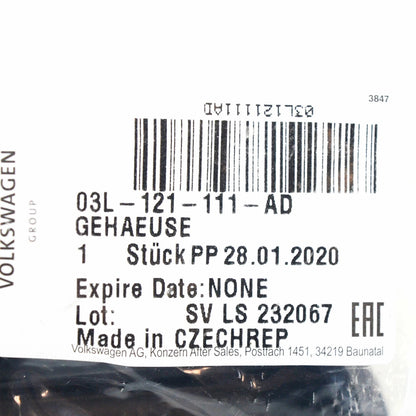 3847
03L121111AD
VOLKSWAGEN
GROUP
03L-121-111-AD
GEHAEUSE
1 Stück PP 28.01.2020
Expire Date:NONE
Lot: SV LS 232067
EAC
Made in CZECHREP
Volkswagen AG, Konzern After Sales, Postfach 1451, 34219 Baunatal